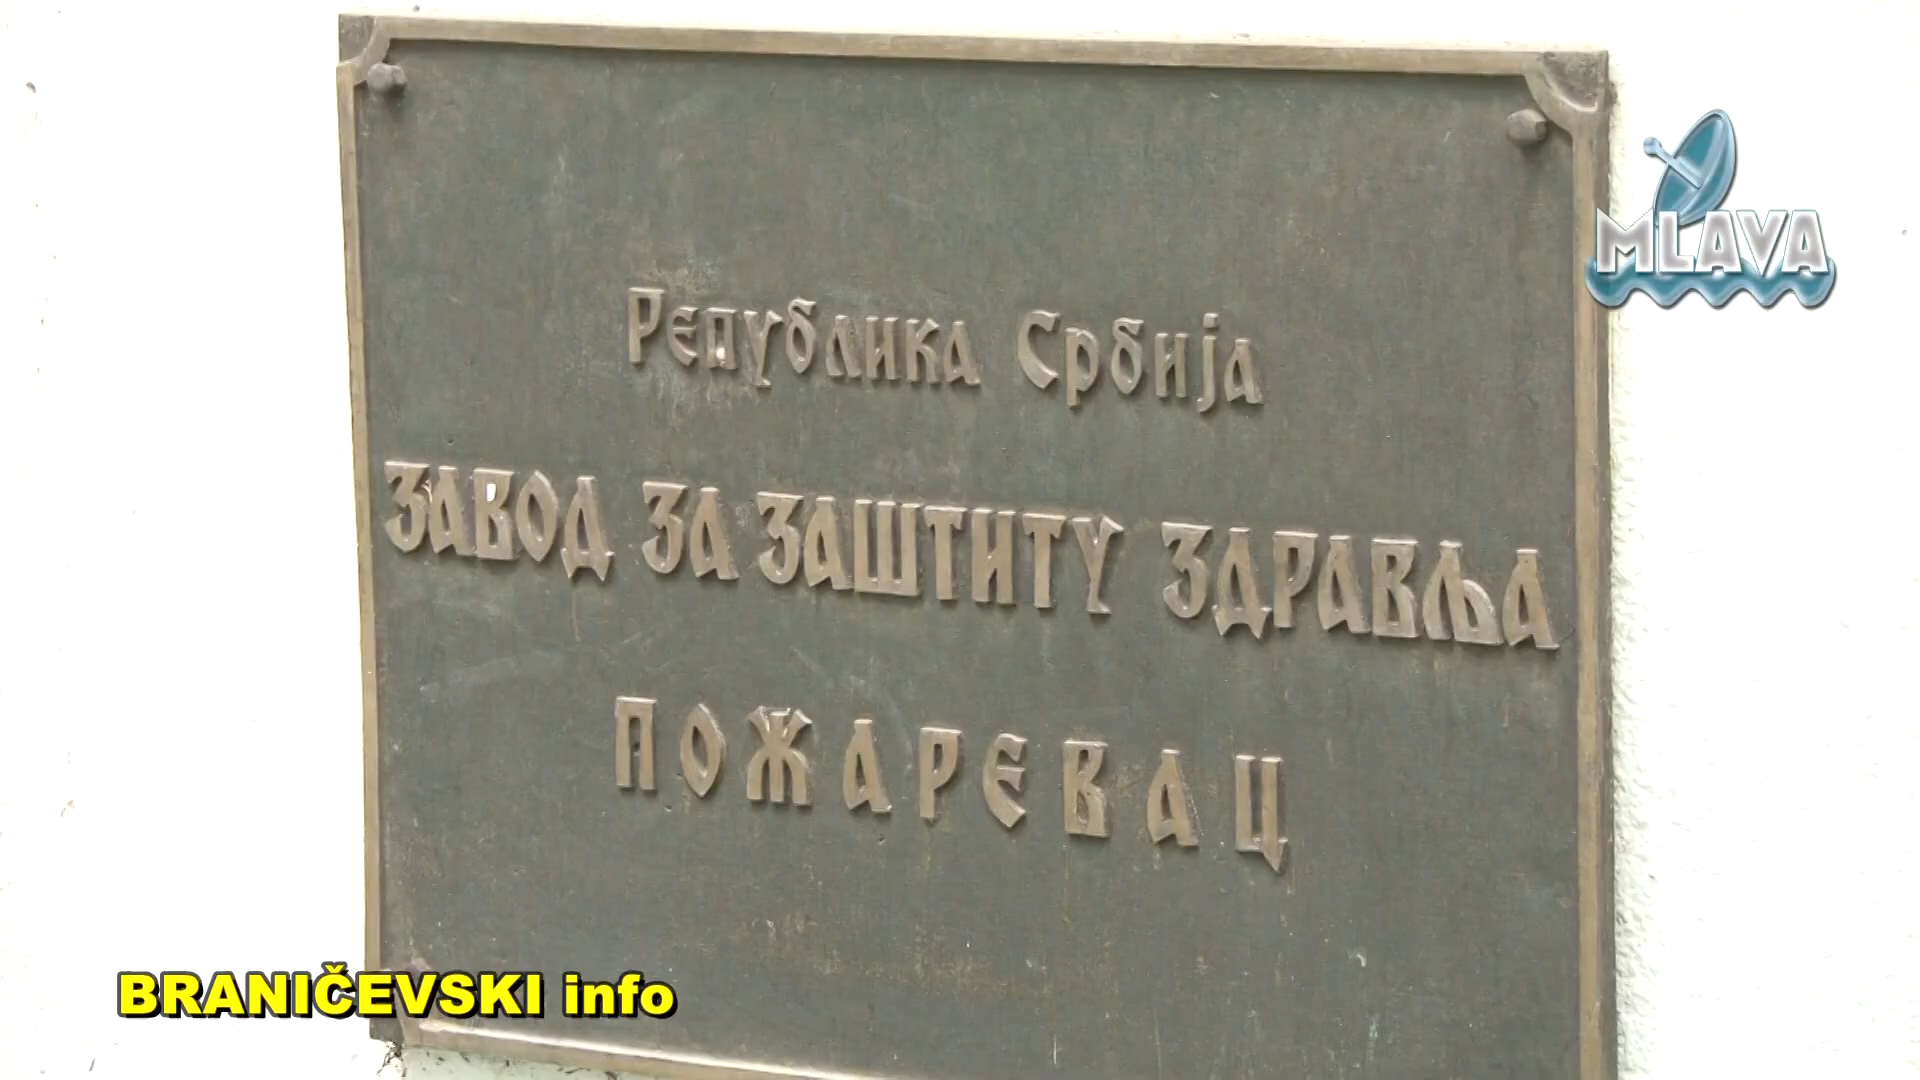 Република Србија
MLAVA
ЗАВОД ЗА ЗАШТИТУ ЗДРАВЉА
ПОЖАРЕВАЦ
BRANIČEVSKI info